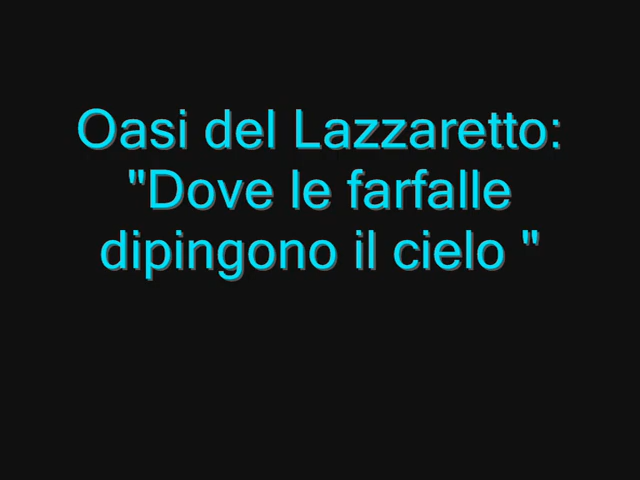 Oasi del Lazzaretto:
"Dove le farfalle
dipingono il cielo "